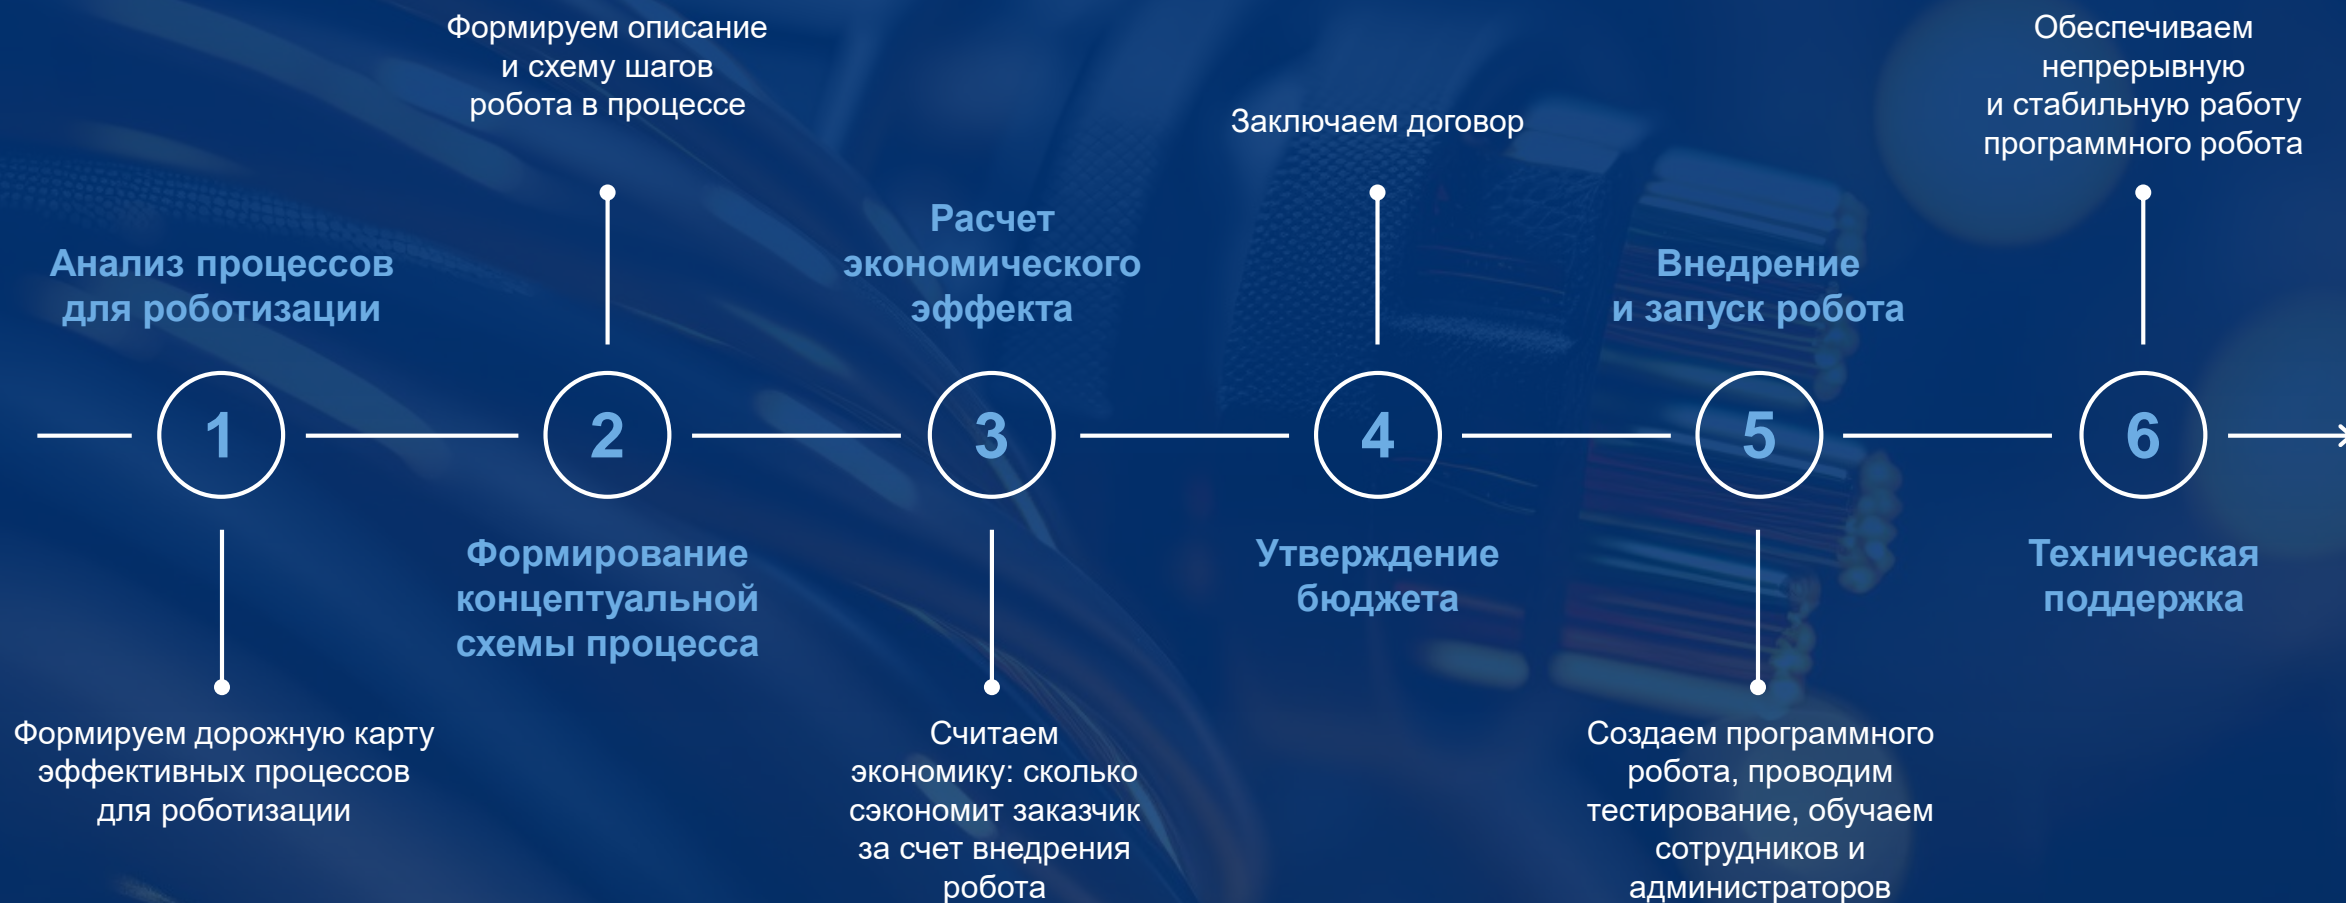 Анализ процессов
для роботизации
1
Формируем дорожную карту
эффективных процессов
для роботизации
Формируем описание
и схему шагов
робота в процессе
2
Формирование
концептуальной
схемы процесса
Расчет
экономического
эффекта
3
Считаем
экономику: сколько
сэкономит заказчик
за счет внедрения
робота
Заключаем договор
4
Утверждение
бюджета
Внедрение
и запуск робота
5
Создаем программного
робота, проводим
тестирование, обучаем
сотрудников и
администраторов
Обеспечиваем
непрерывную
и стабильную работу
программного робота
6
Техническая
поддержка